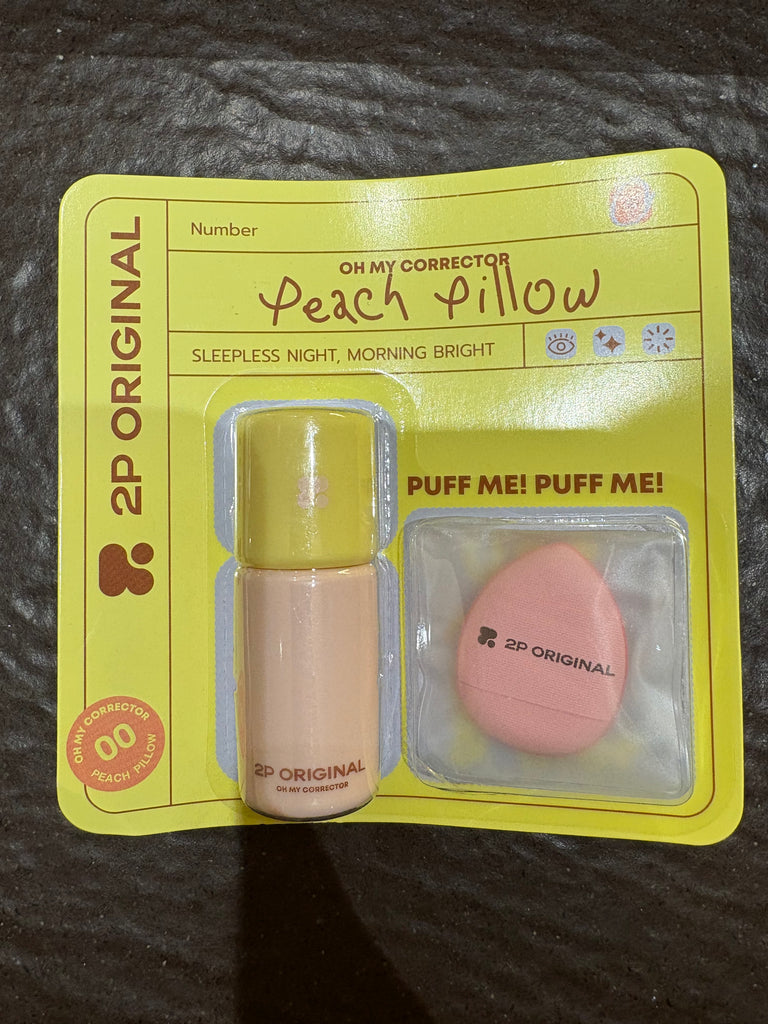 2P ORIGINAL
Number
OH MY CORRECTOR
Peach Pillow
SLEEPLESS NIGHT, MORNING BRIGHT
PUFF ME! PUFF ME!
2P ORIGINAL
2P ORIGINAL
OH MY CORRECTOR
OH MY CORRECTOR
00
PEACH PILLOW